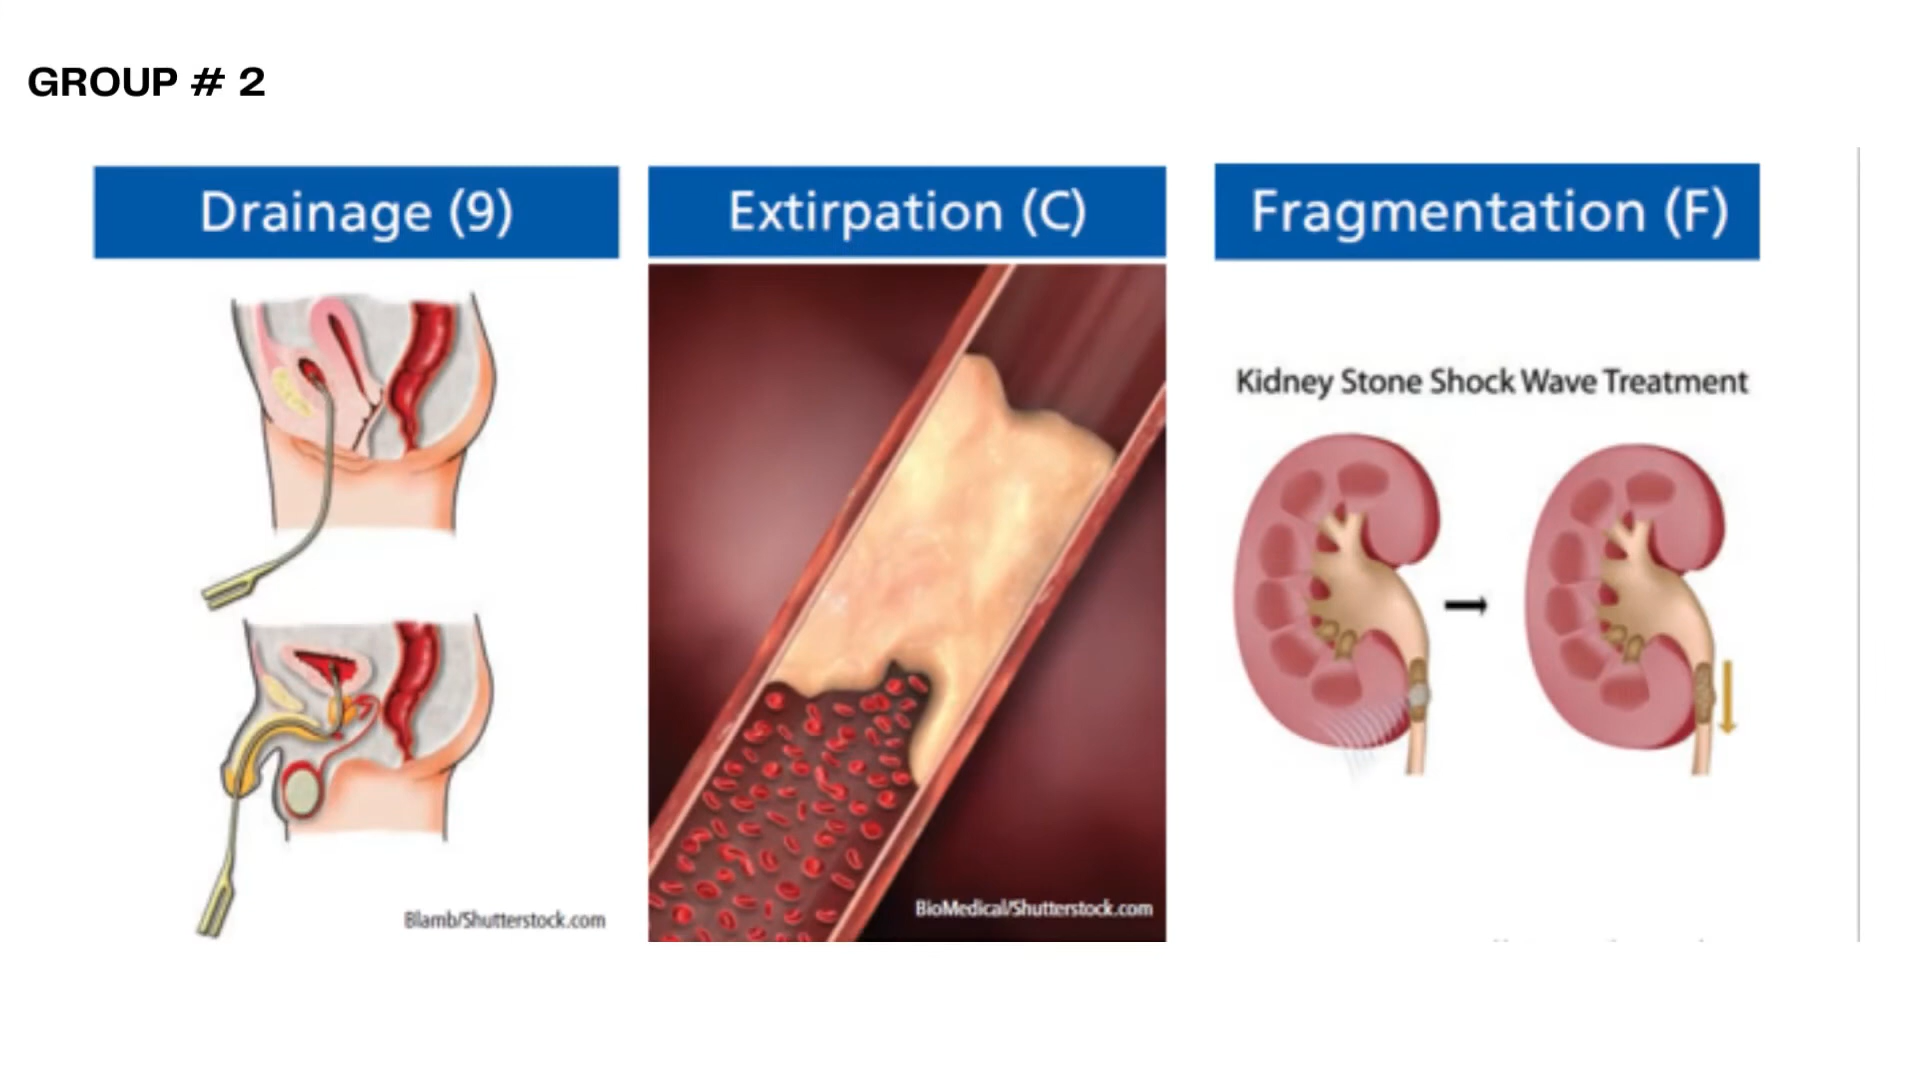 GROUP # 2
Drainage (9)
Extirpation (C)
Fragmentation (F)
Kidney Stone Shock Wave Treatment
Blamb/Shutterstock.com
BioMedical/Shutterstock.com